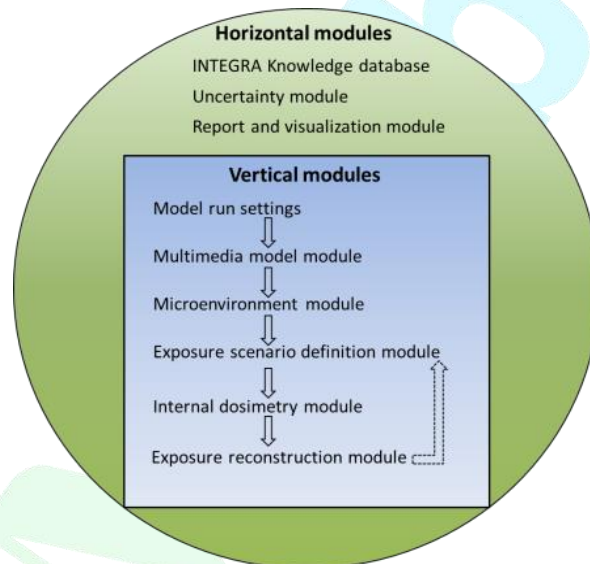 Horizontal modules
INTEGRA Knowledge database
Uncertainty module
Report and visualization module
Vertical modules
Model run settings
Multimedia model module
Microenvironment module
Exposure scenario definition module
Internal dosimetry module
Exposure reconstruction module